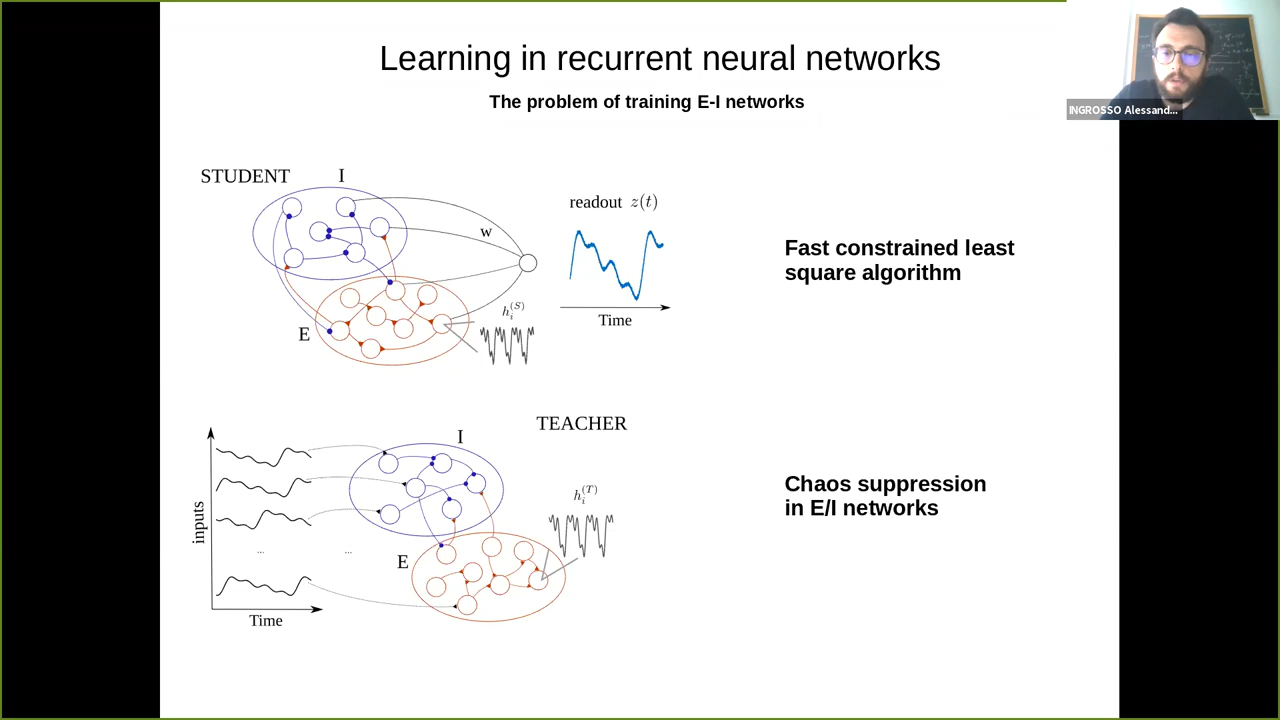 Learning in recurrent neural networks
The problem of training E-I networks
INGROSSO Alessand...
STUDENT
I
w
readout z(t)
Time
E
h_i^{(S)}
Fast constrained least
square algorithm
TEACHER
I
inputs
...
...
Time
E
h_i^{(T)}
Chaos suppression
in E/I networks